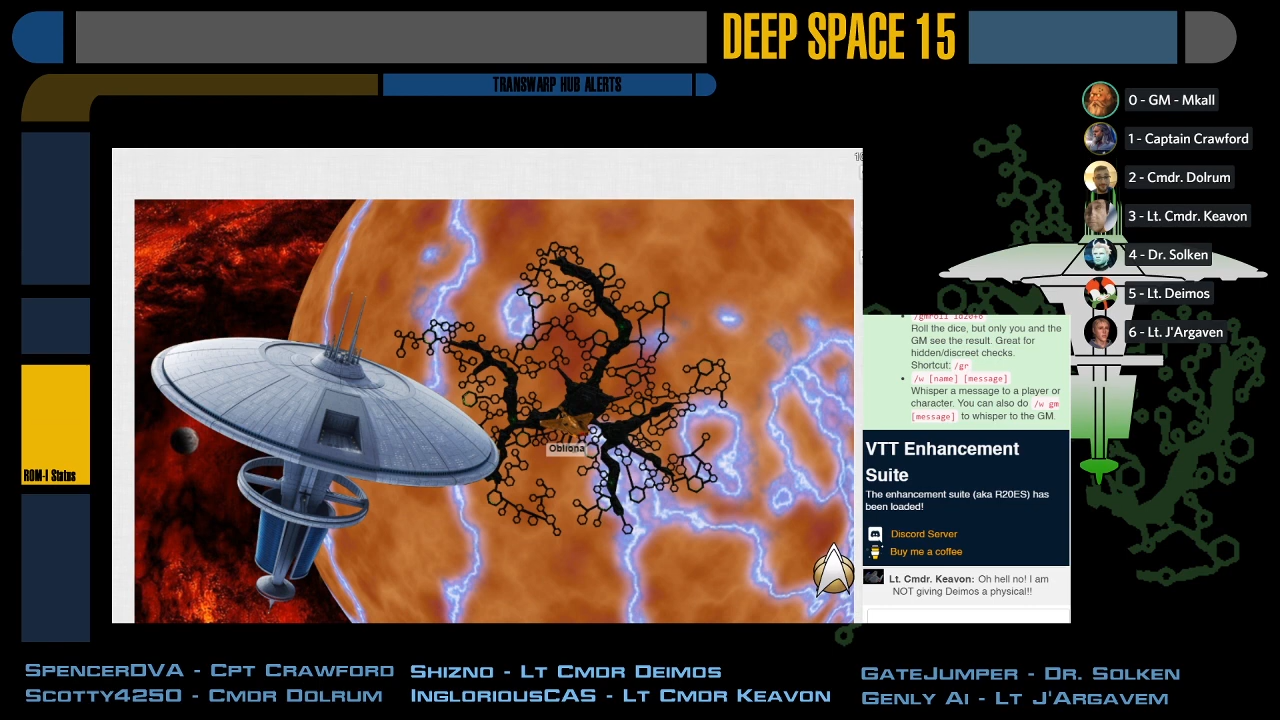 DEEP SPACE 15
TRANSWARP HUB ALERTS
0 - GM - Mkall
1 - Captain Crawford
2 - Cmdr. Dolrum
3 - Lt. Cmdr. Keavon
4 - Dr. Solken
5 - Lt. Deimos
6 - Lt. J'Argaven
Obliona
ROM-I Status
/gmroll 1d20+6
Roll the dice, but only you and the
GM see the result. Great for
hidden/discreet checks.
Shortcut: /gr
/w [name] [message]
Whisper a message to a player or
character. You can also do /w gm
[message] to whisper to the GM.
VTT Enhancement
Suite
The enhancement suite (aka R20ES) has
been loaded!
Discord Server
Buy me a coffee
Lt. Cmdr. Keavon: Oh hell no! I am
NOT giving Deimos a physical!!
SpencerDVA - Cpt Crawford
Scotty4250 - Cmdr Dolrum
Shizno - Lt Cmdr Deimos
IngloriousCAS - Lt Cmdr Keavon
GateJumper - Dr. Solken
Genly Ai - Lt J'Argavem